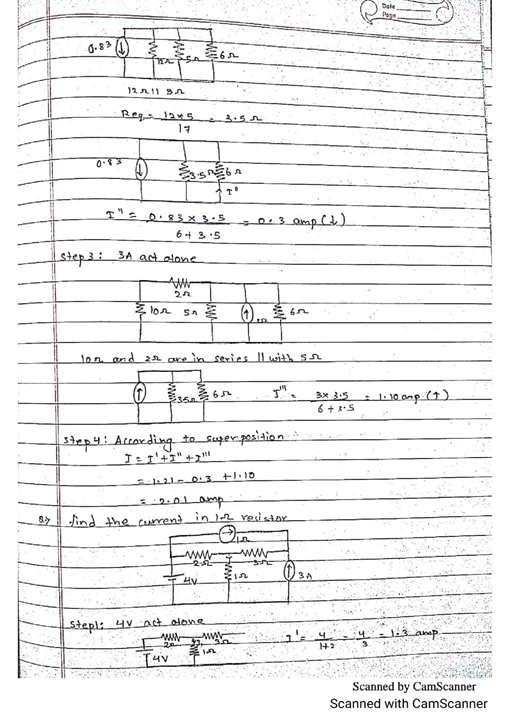 Date
Page
0.83
12Ω 5Ω 6Ω
12Ω || 5Ω
Req = 12×5 / 17 = 3.5Ω
0.83
3.5Ω 6Ω
I"
I" = 0.83 × 3.5 / 6 + 3.5 = 0.3 amp (↓)
Step 3: 3A act alone
2Ω
10Ω 5Ω 6Ω
10Ω and 2Ω are in series || with 5Ω
3.5Ω 6Ω I''' = 3×3.5 / 6+3.5 = 1.10 amp (↑)
Step 4: According to superposition
I = I' + I" + I'''
= 1.21 - 0.3 + 1.10
= 2.01 amp
Q.7 find the current in 1Ω resistor
2Ω 3Ω
4V 1Ω 3A
Step 1: 4V act alone
2Ω 3Ω
4V 1Ω
I' = 4 / 1+2 = 4 / 3 = 1.3 amp
Scanned by CamScanner
Scanned with CamScanner